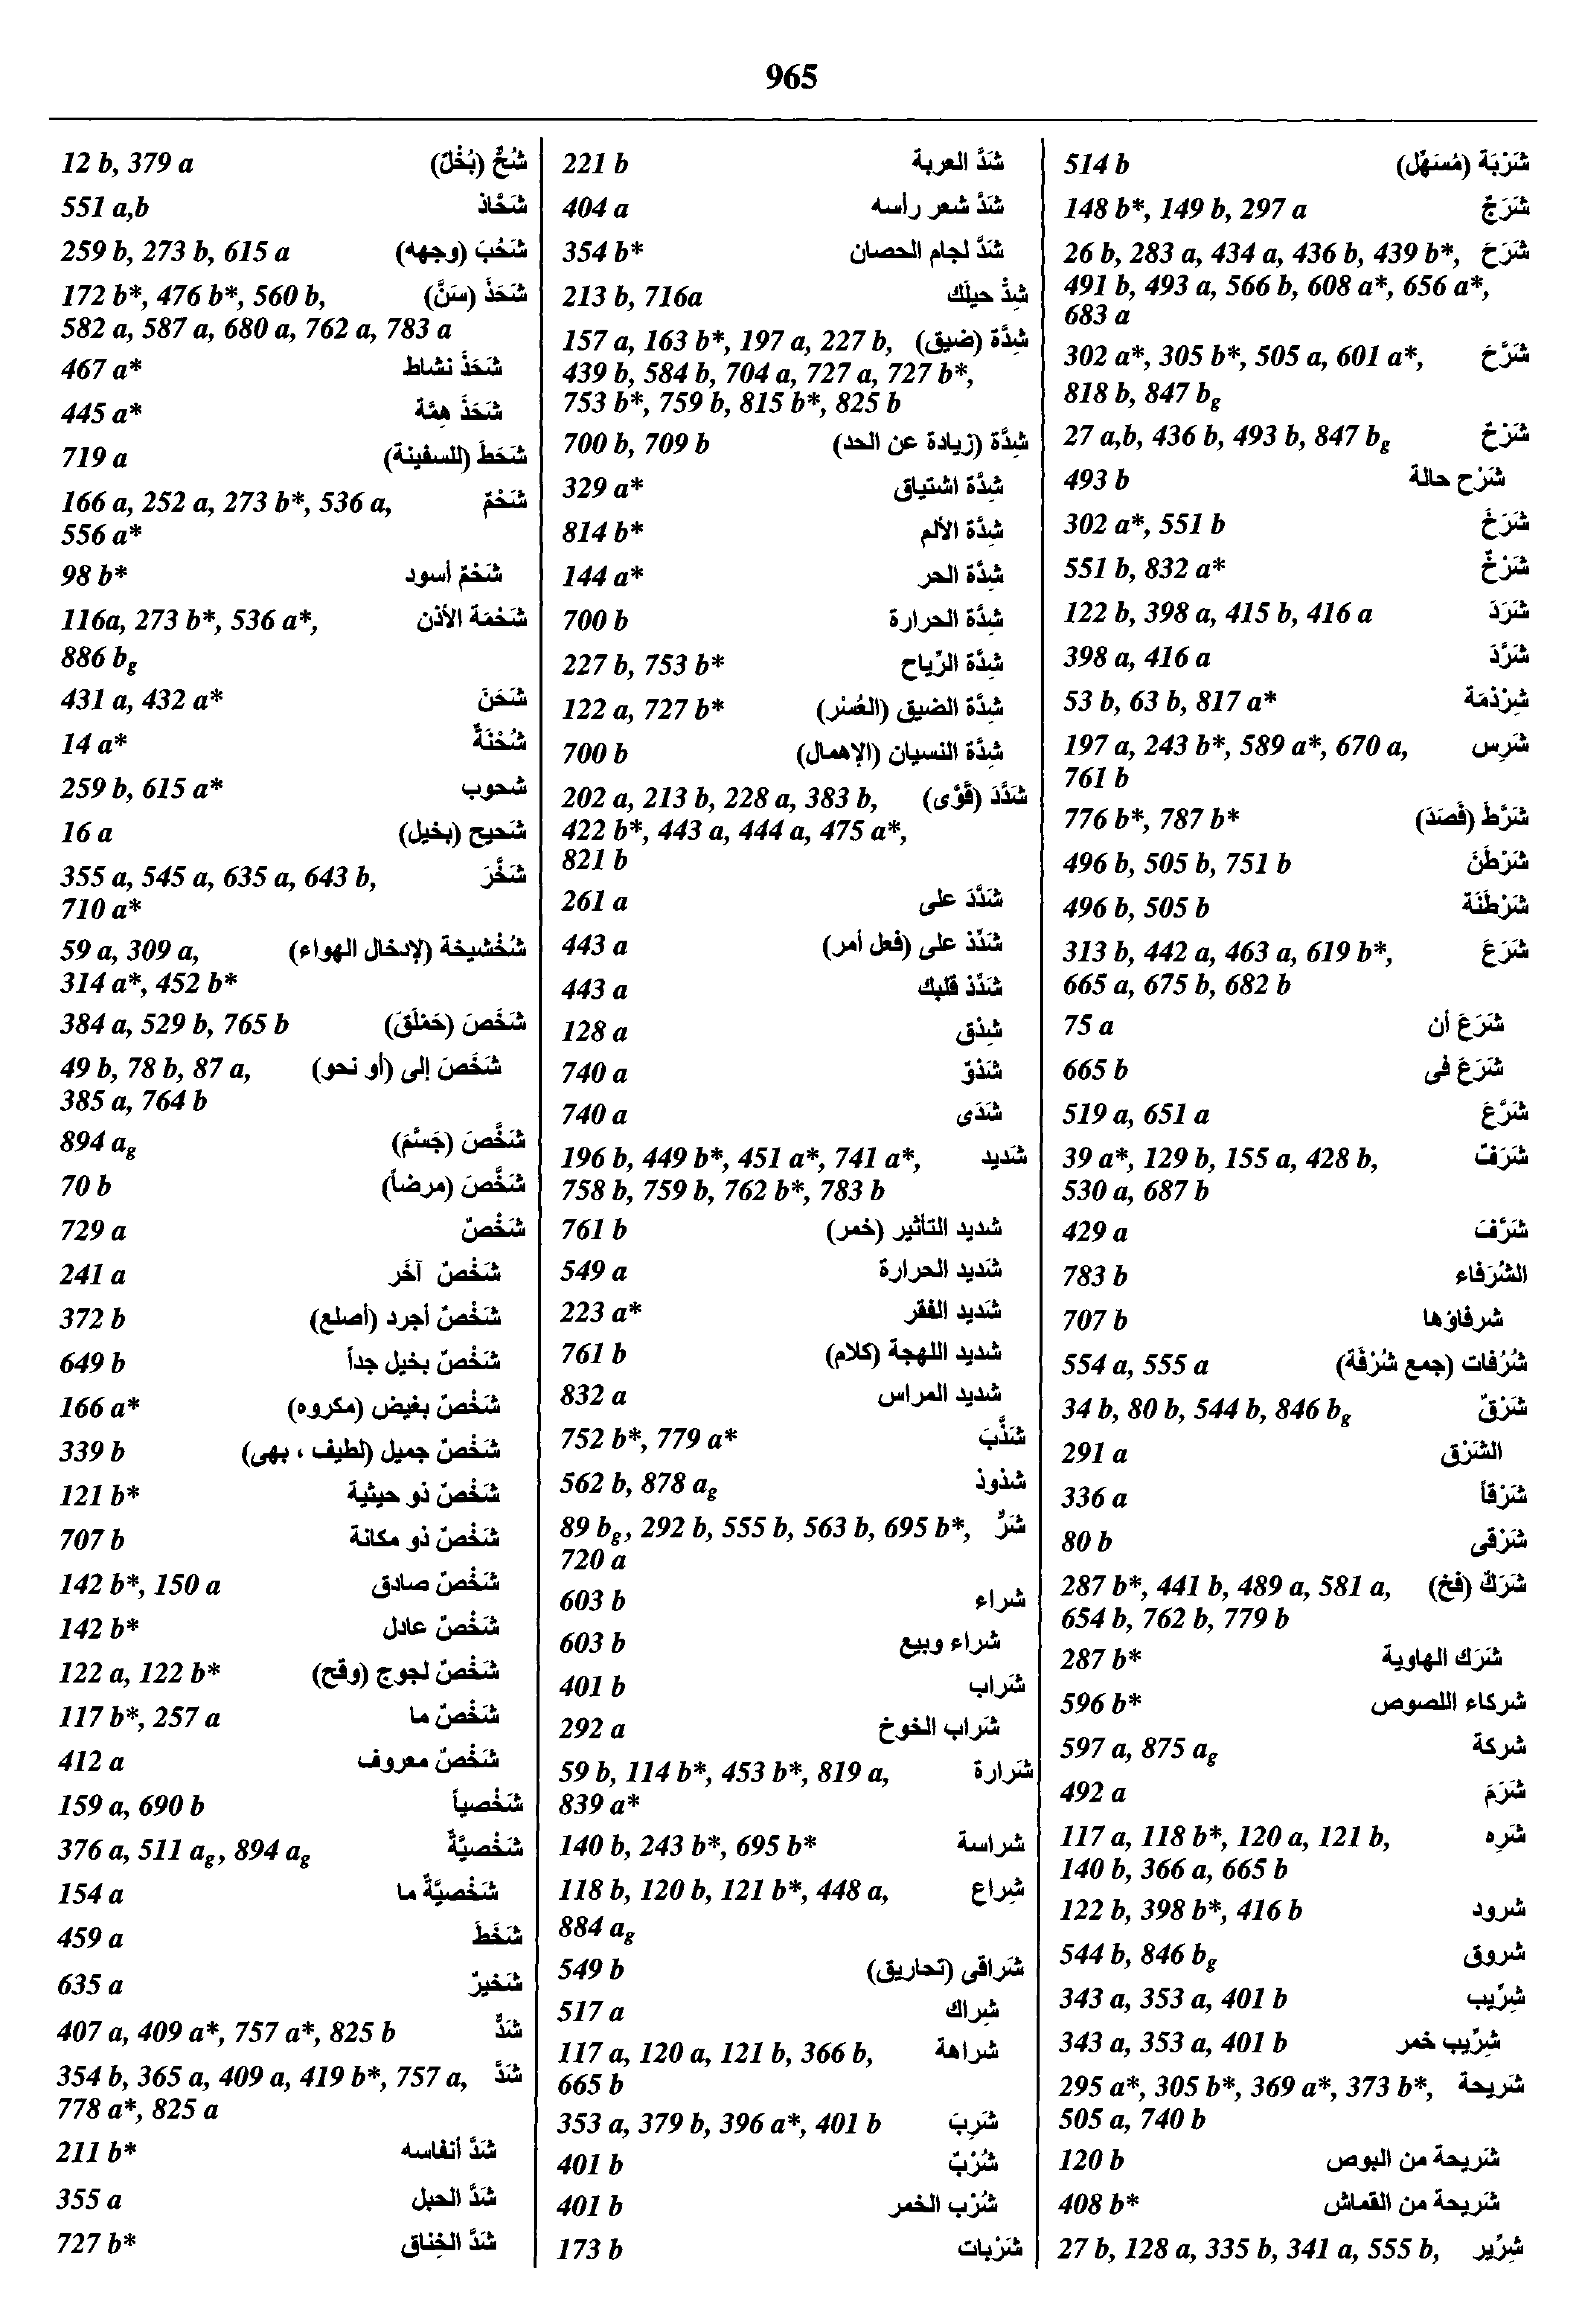 965
شُحٌّ (بُخْلٌ) 12 b, 379 a
شَحَّاذ 551 a,b
شَحُبَ (وجهه) 259 b, 273 b, 615 a
شَحَذَ (سَنَّ) 172 b*, 476 b*, 560 b,
582 a, 587 a, 680 a, 762 a, 783 a
شَحَذَ نشاط 467 a*
شَحَذَ هِمَّة 445 a*
شَحَطَ (للسفينة) 719 a
شَحْمٌ 166 a, 252 a, 273 b*, 536 a,
556 a*
شَحْمٌ أسود 98 b*
شَحْمَة الأذن 116a, 273 b*, 536 a*,
886 bg
شَحَنَ 431 a, 432 a*
شُحْنَةٌ 14 a*
شحوب 259 b, 615 a*
شَحيح (بخيل) 16 a
شَخَّرَ 355 a, 545 a, 635 a, 643 b,
710 a*
شُخْشيخة (لإدخال الهواء) 59 a, 309 a,
314 a*, 452 b*
شَخَصَ (حَمْلَقَ) 384 a, 529 b, 765 b
شَخَصَ إلى (أو نحو) 49 b, 78 b, 87 a,
385 a, 764 b
شَخَّصَ (جَسَّمَ) 894 ag
شَخَّصَ (مرضاً) 70 b
شَخْصٌ 729 a
شَخْصٌ آخَر 241 a
شَخْصٌ أجرد (أصلع) 372 b
شَخْصٌ بخيل جداً 649 b
شَخْصٌ بغيض (مكروه) 166 a*
شَخْصٌ جميل (لطيف ، بهى) 339 b
شَخْصٌ ذو حيثية 121 b*
شَخْصٌ ذو مكانة 707 b
شَخْصٌ صادق 142 b*, 150 a
شَخْصٌ عادل 142 b*
شَخْصٌ لجوج (وقح) 122 a, 122 b*
شَخْصٌ ما 117 b*, 257 a
شَخْصٌ معروف 412 a
شَخْصياً 159 a, 690 b
شَخْصيَّةٌ 376 a, 511 ag, 894 ag
شَخْصيَّةٌ ما 154 a
شَخَطَ 459 a
شَخيرٌ 635 a
شَدٌّ 407 a, 409 a*, 757 a*, 825 b
شَدَّ 354 b, 365 a, 409 a, 419 b*, 757 a,
778 a*, 825 a
شَدَّ أنفاسه 211 b*
شَدَّ الحبل 355 a
شَدَّ الخِناق 727 b*
شَدَّ العربة 221 b
شَدَّ شعر رأسه 404 a
شَدَّ لجام الحصان 354 b*
شِدُّ حيلَك 213 b, 716a
شِدَّة (ضيق) 157 a, 163 b*, 197 a, 227 b,
439 b, 584 b, 704 a, 727 a, 727 b*,
753 b*, 759 b, 815 b*, 825 b
شِدَّة (زيادة عن الحد) 700 b, 709 b
شِدَّة اشتياق 329 a*
شِدَّة الألم 814 b*
شِدَّة الحر 144 a*
شِدَّة الحرارة 700 b
شِدَّة الرِّياح 227 b, 753 b*
شِدَّة الضيق (العُسْر) 122 a, 727 b*
شِدَّة النسيان (الإهمال) 700 b
شَدَّدَ (قَوَّى) 202 a, 213 b, 228 a, 383 b,
422 b*, 443 a, 444 a, 475 a*,
821 b
شَدَّدَ على 261 a
شَدِّدْ على (فعل أمر) 443 a
شَدِّدْ قلبك 443 a
شِدْق 128 a
شَدْوٌ 740 a
شَدَى 740 a
شَديد 196 b, 449 b*, 451 a*, 741 a*,
758 b, 759 b, 762 b*, 783 b
شديد التأثير (خمر) 761 b
شَديد الحرارة 549 a
شَديد الفقر 223 a*
شديد اللهجة (كلام) 761 b
شديد المراس 832 a
شَذَّبَ 752 b*, 779 a*
شذوذ 562 b, 878 ag
شَرٌّ 89 bg, 292 b, 555 b, 563 b, 695 b*,
720 a
شراء 603 b
شراء وبيع 603 b
شَراب 401 b
شَراب الخوخ 292 a
شَرارة 59 b, 114 b*, 453 b*, 819 a,
839 a*
شراسة 140 b, 243 b*, 695 b*
شِراع 118 b, 120 b, 121 b*, 448 a,
884 ag
شَراقى (تحاريق) 549 b
شِراك 517 a
شراهة 117 a, 120 a, 121 b, 366 b,
665 b
شَرِبَ 353 a, 379 b, 396 a*, 401 b
شُرْبٌ 401 b
شُرْب الخمر 401 b
شَرْبات 173 b
شَرْبَة (مُسَهِّل) 514 b
شَرَجٌ 148 b*, 149 b, 297 a
شَرَحَ 26 b, 283 a, 434 a, 436 b, 439 b*,
491 b, 493 a, 566 b, 608 a*, 656 a*,
683 a
شَرَّحَ 302 a*, 305 b*, 505 a, 601 a*,
818 b, 847 bg
شَرْحٌ 27 a,b, 436 b, 493 b, 847 bg
شَرْح حالة 493 b
شَرَخَ 302 a*, 551 b
شَرْخٌ 551 b, 832 a*
شَرَدَ 122 b, 398 a, 415 b, 416 a
شَرَّدَ 398 a, 416 a
شِرْذمَة 53 b, 63 b, 817 a*
شَرِس 197 a, 243 b*, 589 a*, 670 a,
761 b
شَرَّطَ (فَصَدَ) 776 b*, 787 b*
شَرْطَنَ 496 b, 505 b, 751 b
شَرْطَنَة 496 b, 505 b
شَرَعَ 313 b, 442 a, 463 a, 619 b*,
665 a, 675 b, 682 b
شَرَعَ أن 75 a
شَرَعَ فى 665 b
شَرَّعَ 519 a, 651 a
شَرَفٌ 39 a*, 129 b, 155 a, 428 b,
530 a, 687 b
شَرَّفَ 429 a
الشُرَفاء 783 b
شرفاؤها 707 b
شُرُفات (جمع شُرْفَة) 554 a, 555 a
شَرْقٌ 34 b, 80 b, 544 b, 846 bg
الشَرْق 291 a
شَرْقاً 336 a
شَرْقى 80 b
شَرَكٌ (فخ) 287 b*, 441 b, 489 a, 581 a,
654 b, 762 b, 779 b
شَرَك الهاوية 287 b*
شركاء اللصوص 596 b*
شركة 597 a, 875 ag
شَرَمَ 492 a
شَرِه 117 a, 118 b*, 120 a, 121 b,
140 b, 366 a, 665 b
شرود 122 b, 398 b*, 416 b
شروق 544 b, 846 bg
شِرِّيب 343 a, 353 a, 401 b
شِرِّيب خمر 343 a, 353 a, 401 b
شَريحة 295 a*, 305 b*, 369 a*, 373 b*,
505 a, 740 b
شَريحة من البوص 120 b
شَريحة من القماش 408 b*
شِرِّير 27 b, 128 a, 335 b, 341 a, 555 b,